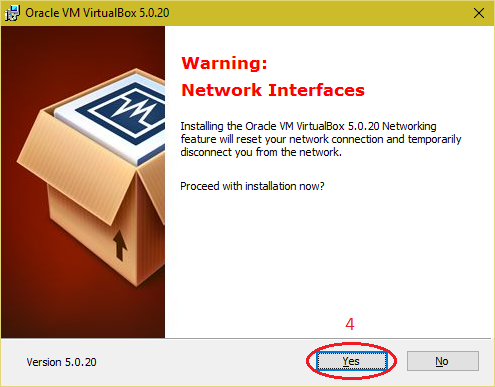 Oracle VM VirtualBox 5.0.20
Warning:
Network Interfaces
Installing the Oracle VM VirtualBox 5.0.20 Networking
feature will reset your network connection and temporarily
disconnect you from the network.
Proceed with installation now?
4
Version 5.0.20
Yes
No